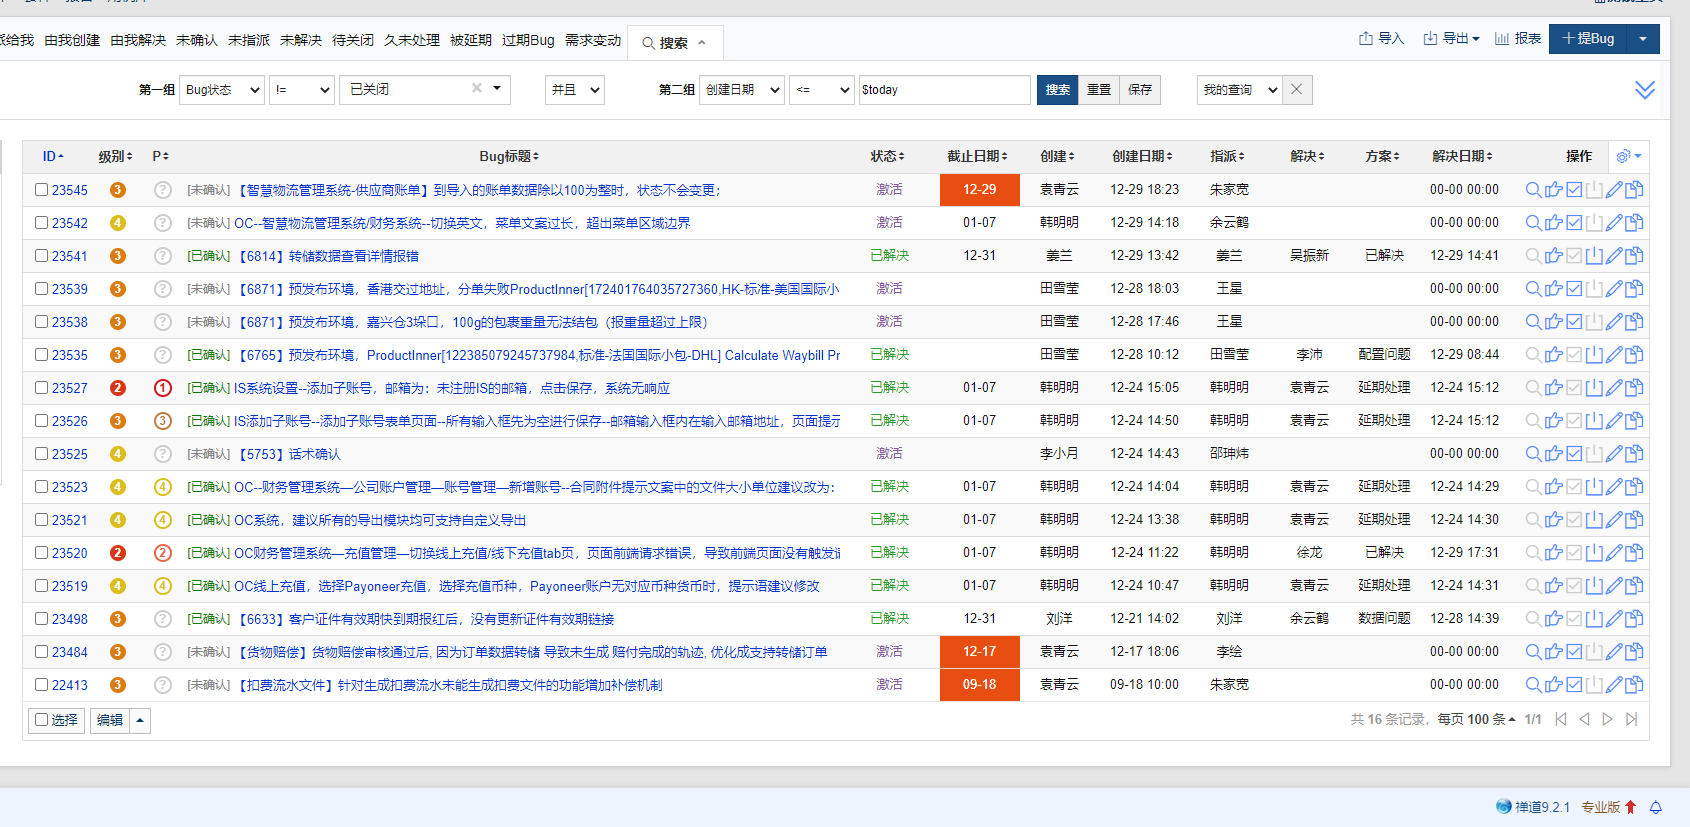 派给我 由我创建 由我解决 未确认 未指派 未解决 待关闭 久未处理 被延期 过期Bug 需求变动 搜索 导入 导出 报表 十提Bug
第一组 Bug状态 != 已关闭 并且 第二组 创建日期 <= $today 搜索 重置 保存 我的查询
ID 级别 P Bug标题 状态 截止日期 创建 创建日期 指派 解决 方案 解决日期 操作
23545 3 ? [未确认] 【智慧物流管理系统-供应商账单】到导入的账单数据除以100为整时，状态不会变更； 激活 12-29 袁青云 12-29 18:23 朱家宽 00-00 00:00
23542 4 ? [未确认] OC--智慧物流管理系统/财务系统--切换英文，菜单文案过长，超出菜单区域边界 激活 01-07 韩明明 12-29 14:18 余云鹤 00-00 00:00
23541 3 ? [已确认] 【6814】转储数据查看详情报错 已解决 12-31 姜兰 12-29 13:42 姜兰 吴振新 已解决 12-29 14:41
23539 3 ? [未确认] 【6871】预发布环境，香港交过地址，分单失败ProductInner[172401764035727360,HK-标准-美国国际小 激活 田雪莹 12-28 18:03 王星 00-00 00:00
23538 3 ? [未确认] 【6871】预发布环境，嘉兴仓3垛口，100g的包裹重量无法结包（报重量超过上限） 激活 田雪莹 12-28 17:46 王星 00-00 00:00
23535 3 ? [已确认] 【6765】预发布环境，ProductInner[122385079245737984,标准-法国国际小包-DHL] Calculate Waybill Pr 已解决 田雪莹 12-28 10:12 田雪莹 李沛 配置问题 12-29 08:44
23527 2 1 [已确认] IS系统设置--添加子账号，邮箱为：未注册IS的邮箱，点击保存，系统无响应 已解决 01-07 韩明明 12-24 15:05 韩明明 袁青云 延期处理 12-24 15:12
23526 3 3 [已确认] IS添加子账号--添加子账号表单页面--所有输入框先为空进行保存--邮箱输入框内在输入邮箱地址，页面提示 已解决 01-07 韩明明 12-24 14:50 韩明明 袁青云 延期处理 12-24 15:12
23525 4 ? [未确认] 【5753】话术确认 激活 李小月 12-24 14:43 邵珅炜 00-00 00:00
23523 4 4 [已确认] OC--财务管理系统—公司账户管理—账号管理—新增账号--合同附件提示文案中的文件大小单位建议改为： 已解决 01-07 韩明明 12-24 14:04 韩明明 袁青云 延期处理 12-24 14:29
23521 4 4 [已确认] OC系统，建议所有的导出模块均可支持自定义导出 已解决 01-07 韩明明 12-24 13:38 韩明明 袁青云 延期处理 12-24 14:30
23520 2 2 [已确认] OC财务管理系统—充值管理—切换线上充值/线下充值tab页，页面前端请求错误，导致前端页面没有触发 已解决 01-07 韩明明 12-24 11:22 韩明明 徐龙 已解决 12-29 17:31
23519 4 4 [已确认] OC线上充值，选择Payoneer充值，选择充值币种，Payoneer账户无对应币种货币时，提示语建议修改 已解决 01-07 韩明明 12-24 10:47 韩明明 袁青云 延期处理 12-24 14:31
23498 3 ? [已确认] 【6633】客户证件有效期快到期报红后，没有更新证件有效期链接 已解决 12-31 刘洋 12-21 14:02 刘洋 余云鹤 数据问题 12-28 14:39
23484 3 ? [未确认] 【货物赔偿】货物赔偿审核通过后, 因为订单数据转储 导致未生成 赔付完成的轨迹, 优化成支持转储订单 激活 12-17 袁青云 12-17 18:06 李绘 00-00 00:00
22413 3 ? [未确认] 【扣费流水文件】针对生成扣费流水未能生成扣费文件的功能增加补偿机制 激活 09-18 袁青云 09-18 10:00 朱家宽 00-00 00:00
选择 编辑 共 16 条记录，每页 100 条 1/1
禅道9.2.1 专业版